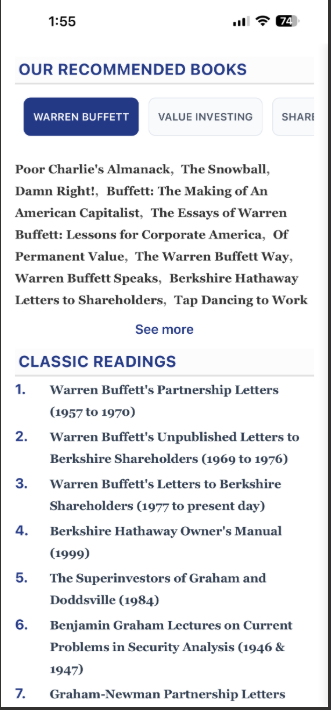 1:55
74
OUR RECOMMENDED BOOKS
WARREN BUFFETT
VALUE INVESTING
SHARE
Poor Charlie's Almanack, The Snowball,
Damn Right!, Buffett: The Making of An
American Capitalist, The Essays of Warren
Buffett: Lessons for Corporate America, Of
Permanent Value, The Warren Buffett Way,
Warren Buffett Speaks, Berkshire Hathaway
Letters to Shareholders, Tap Dancing to Work
See more
CLASSIC READINGS
1. Warren Buffett's Partnership Letters
(1957 to 1970)
2. Warren Buffett's Unpublished Letters to
Berkshire Shareholders (1969 to 1976)
3. Warren Buffett's Letters to Berkshire
Shareholders (1977 to present day)
4. Berkshire Hathaway Owner's Manual
(1999)
5. The Superinvestors of Graham and
Doddsville (1984)
6. Benjamin Graham Lectures on Current
Problems in Security Analysis (1946 &
1947)
7. Graham-Newman Partnership Letters